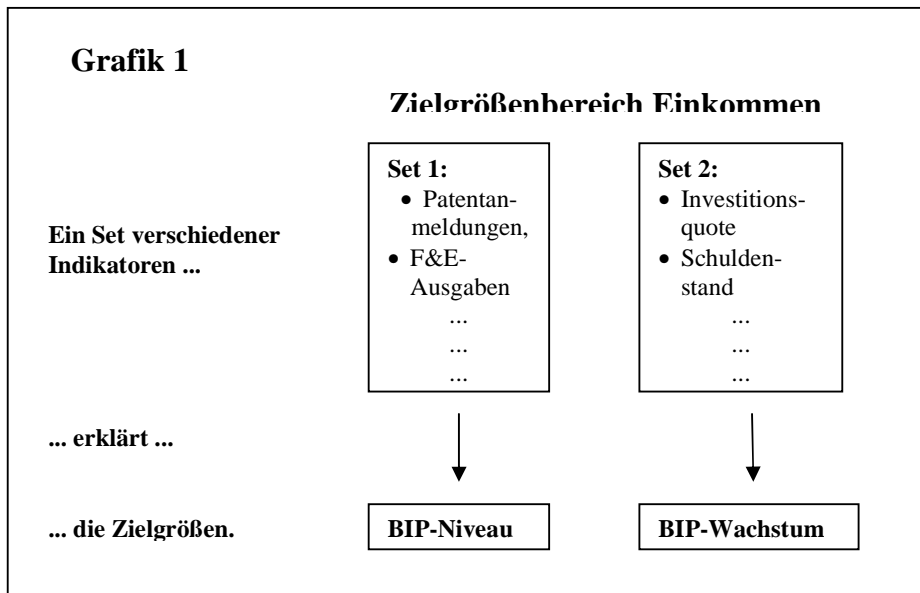 Grafik 1
Zielgrößenbereich Einkommen
Ein Set verschiedener
Indikatoren ...
Set 1:
• Patentan-
meldungen,
• F&E-
Ausgaben
...
...
...
Set 2:
• Investitions-
quote
• Schulden-
stand
...
...
...
... erklärt ...
... die Zielgrößen.
BIP-Niveau
BIP-Wachstum